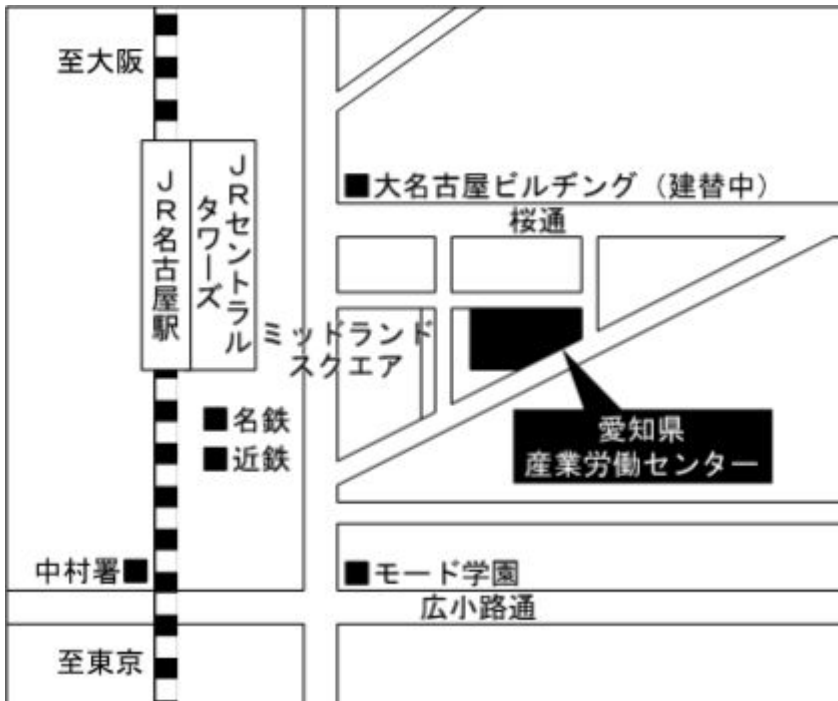 至大阪
JR名古屋駅
JRセントラル
タワーズ
■大名古屋ビルヂング（建替中）
桜通
ミッドランド
スクエア
■名鉄
■近鉄
愛知県
産業労働センター
中村署■
■モード学園
広小路通
至東京